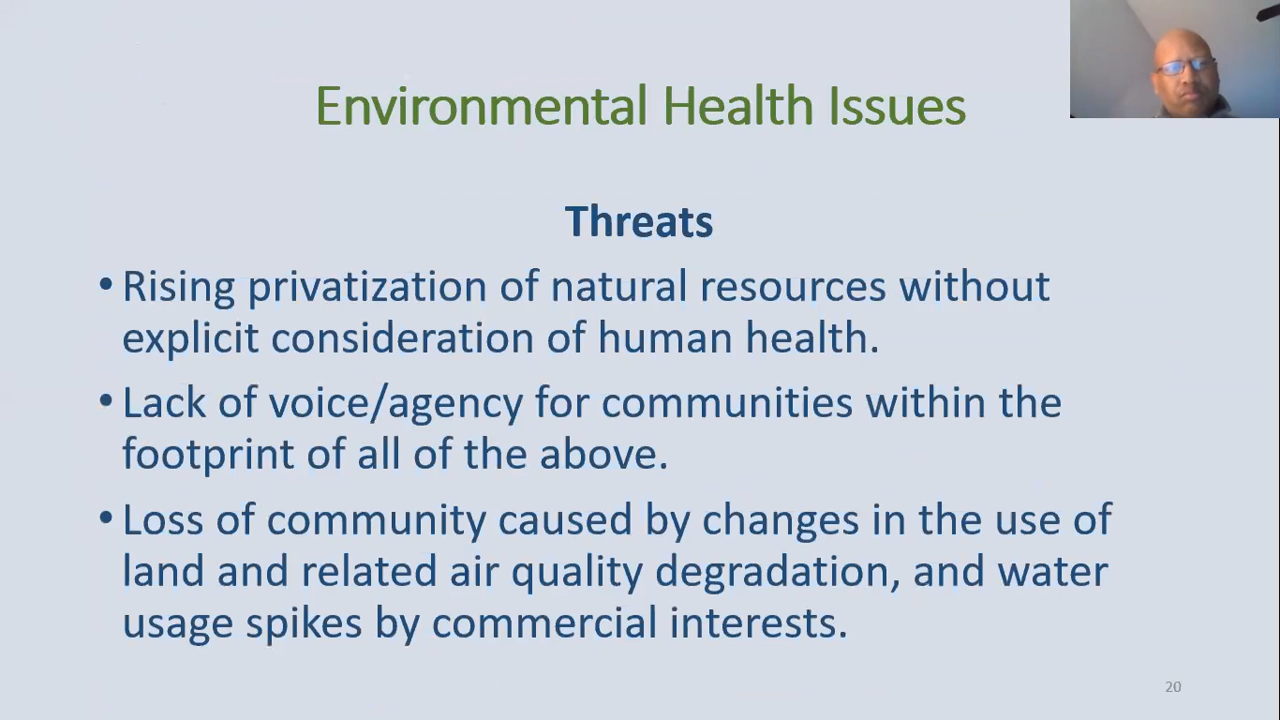 Environmental Health Issues
Threats
• Rising privatization of natural resources without
explicit consideration of human health.
• Lack of voice/agency for communities within the
footprint of all of the above.
• Loss of community caused by changes in the use of
land and related air quality degradation, and water
usage spikes by commercial interests.
20